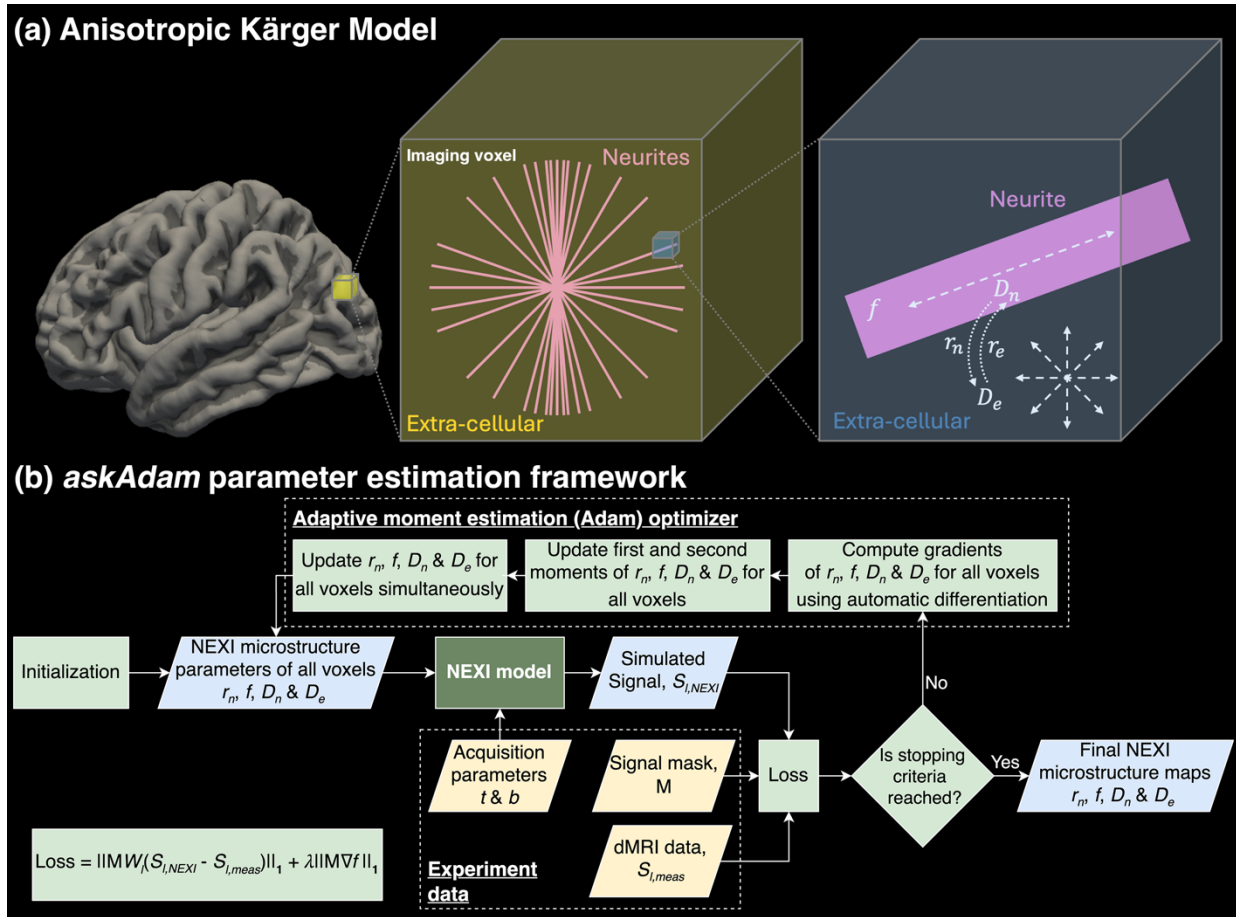 (a) Anisotropic Kärger Model
Imaging voxel
Neurites
Extra-cellular
Neurite
f
D_n
r_n
r_e
D_e
Extra-cellular
(b) askAdam parameter estimation framework
Adaptive moment estimation (Adam) optimizer
Update r_n, f, D_n & D_e for
all voxels simultaneously
Update first and second
moments of r_n, f, D_n & D_e for
all voxels
Compute gradients
of r_n, f, D_n & D_e for all voxels
using automatic differentiation
Initialization
NEXI microstructure
parameters of all voxels
r_n, f, D_n & D_e
NEXI model
Simulated
Signal, S_{l,NEXI}
No
Acquisition
parameters
t & b
Signal mask,
M
Loss
Is stopping
criteria
reached?
Yes
Final NEXI
microstructure maps
r_n, f, D_n & D_e
dMRI data,
S_{l,meas}
Experiment
data
Loss = ||MW_l(S_{l,NEXI} - S_{l,meas})||_1 + λ||M∇f||_1